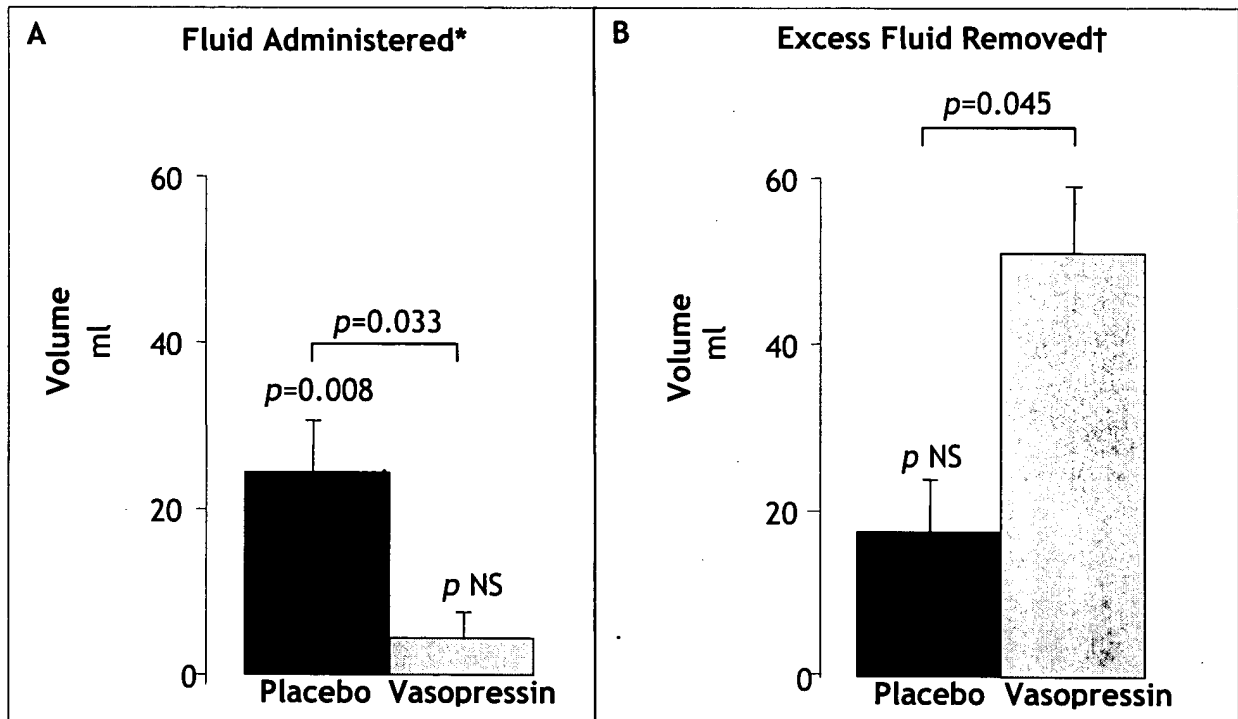 A
Fluid Administered*
60
40
20
0
Volume
ml
p=0.033
p=0.008
p NS
Placebo Vasopressin
B
Excess Fluid Removed†
p=0.045
60
40
20
0
Volume
ml
p NS
Placebo Vasopressin